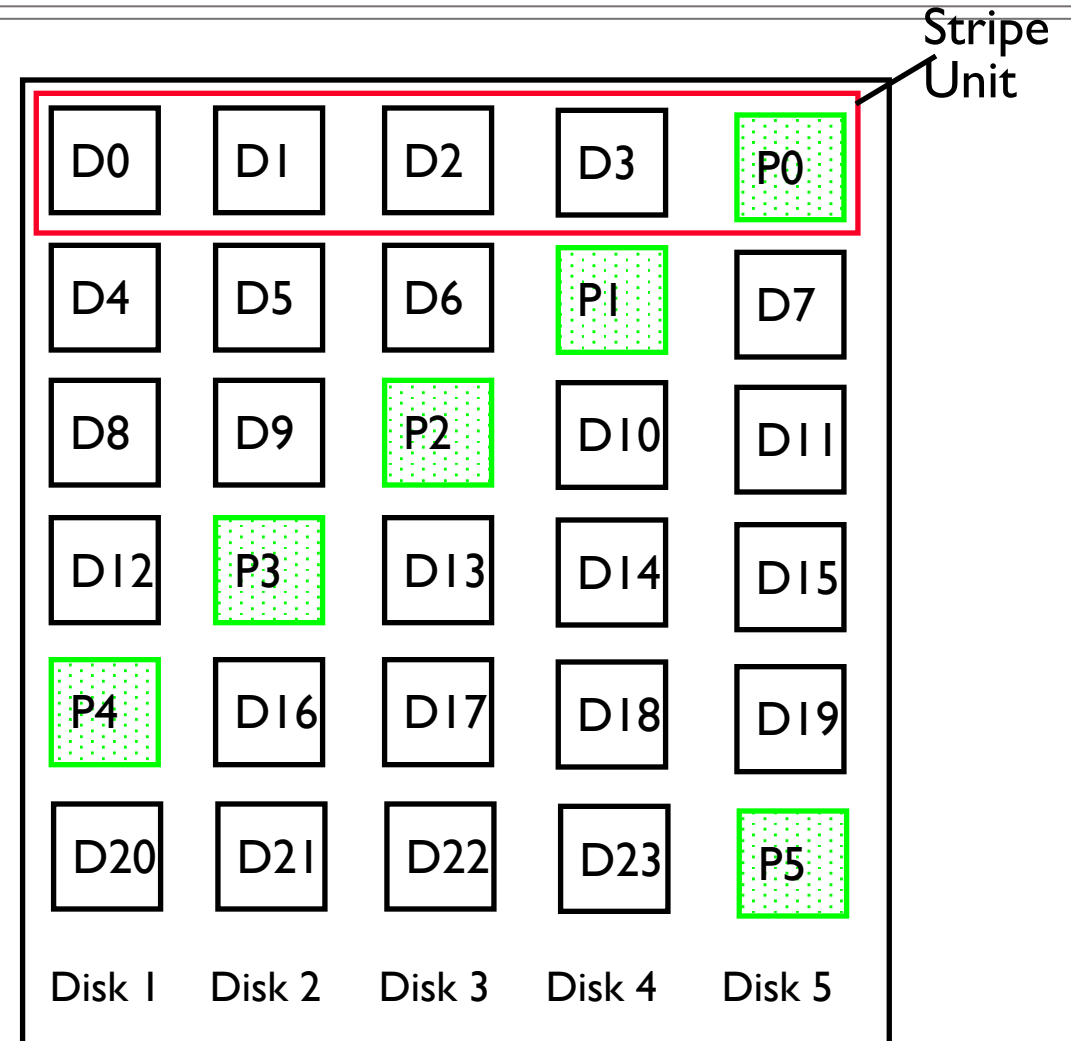 Stripe
Unit
D0 D1 D2 D3 P0
D4 D5 D6 P1 D7
D8 D9 P2 D10 D11
D12 P3 D13 D14 D15
P4 D16 D17 D18 D19
D20 D21 D22 D23 P5
Disk 1 Disk 2 Disk 3 Disk 4 Disk 5